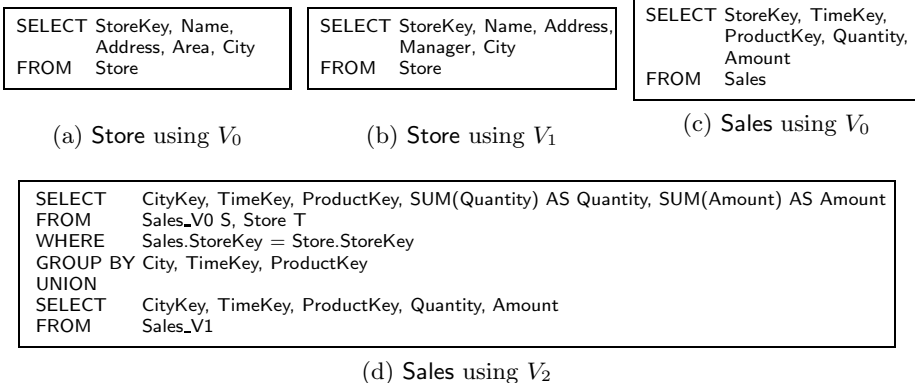 SELECT StoreKey, Name,
Address, Area, City
FROM Store
(a) Store using V0
SELECT StoreKey, Name, Address,
Manager, City
FROM Store
(b) Store using V1
SELECT StoreKey, TimeKey,
ProductKey, Quantity,
Amount
FROM Sales
(c) Sales using V0
SELECT CityKey, TimeKey, ProductKey, SUM(Quantity) AS Quantity, SUM(Amount) AS Amount
FROM Sales_V0 S, Store T
WHERE Sales.StoreKey = Store.StoreKey
GROUP BY City, TimeKey, ProductKey
UNION
SELECT CityKey, TimeKey, ProductKey, Quantity, Amount
FROM Sales_V1
(d) Sales using V2